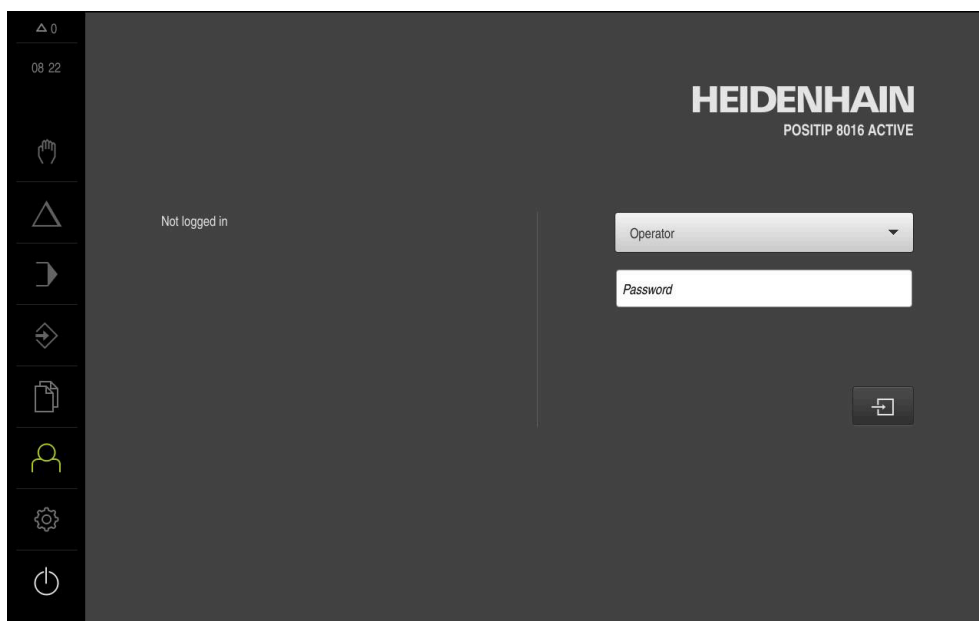 0
08 22
HEIDENHAIN
POSITIP 8016 ACTIVE
Not logged in
Operator
Password